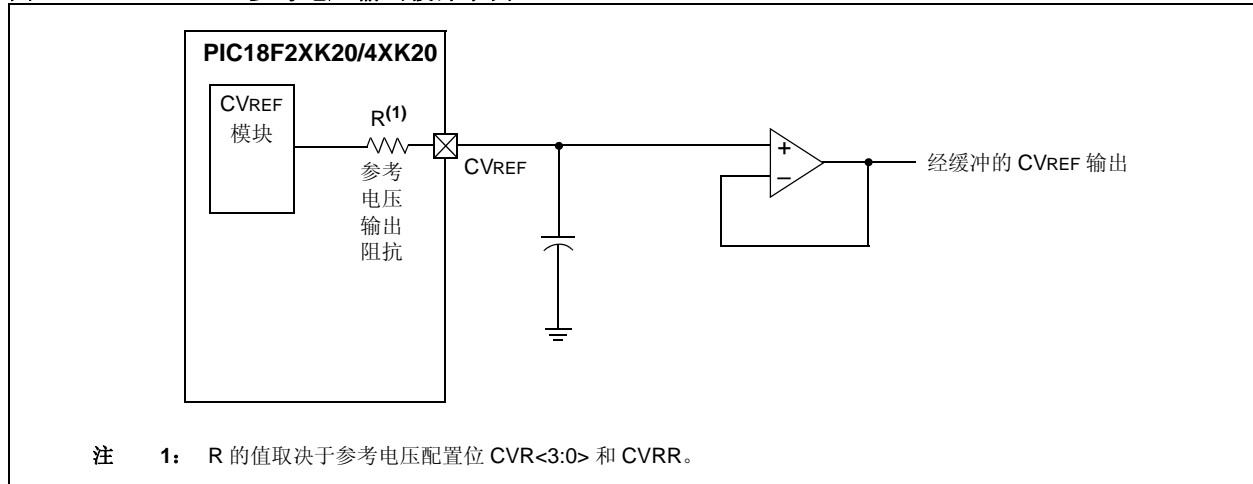 PIC18F2XK20/4XK20
CVREF
模块
R(1)
参考
电压
输出
阻抗
CVREF
+
–
经缓冲的 CVREF 输出
注 1： R 的值取决于参考电压配置位 CVR<3:0> 和 CVRR。